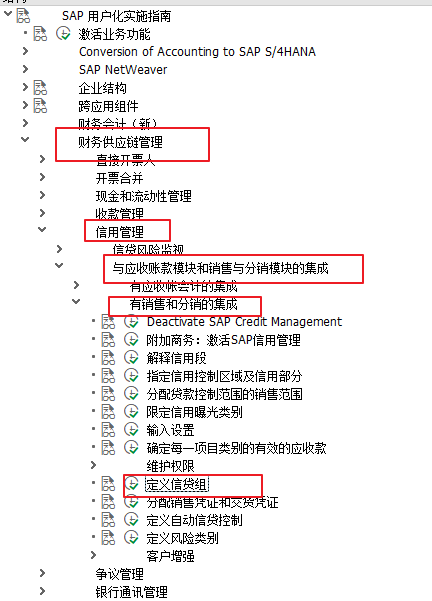 SAP 用户化实施指南
激活业务功能
Conversion of Accounting to SAP S/4HANA
SAP NetWeaver
企业结构
跨应用组件
财务会计（新）
财务供应链管理
直接开票人
开票合并
现金和流动性管理
收款管理
信用管理
信贷风险监视
与应收账款模块和销售与分销模块的集成
有应收帐会计的集成
有销售和分销的集成
Deactivate SAP Credit Management
附加商务：激活SAP信用管理
解释信用段
指定信用控制区域及信用部分
分配贷款控制范围的销售范围
限定信用曝光类别
输入设置
确定每一项目类别的有效的应收款
维护权限
定义信贷组
分配销售凭证和交货凭证
定义自动信贷控制
定义风险类别
客户增强
争议管理
银行通讯管理